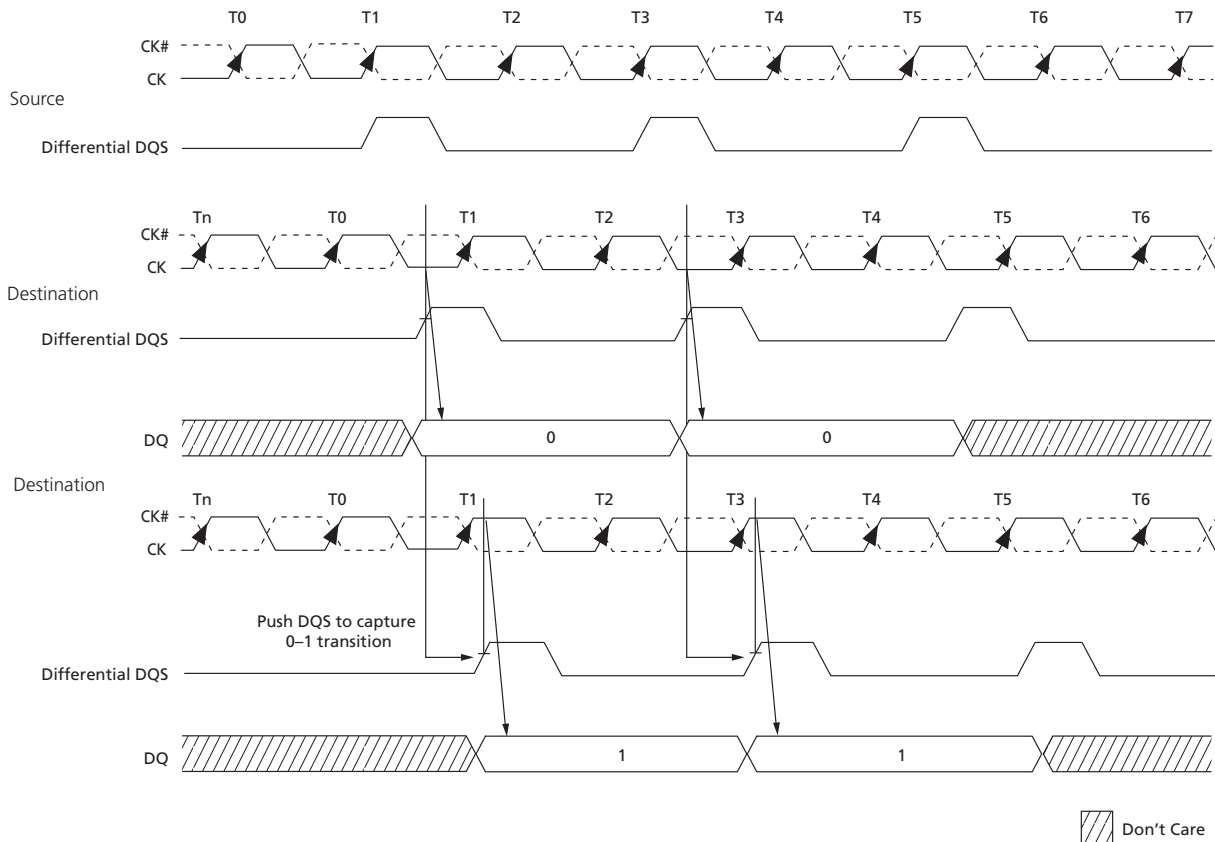 T0 T1 T2 T3 T4 T5 T6 T7
CK#
CK
Source
Differential DQS
Tn T0 T1 T2 T3 T4 T5 T6
CK#
CK
Destination
Differential DQS
DQ 0 0
Destination
Tn T0 T1 T2 T3 T4 T5 T6
CK#
CK
Push DQS to capture
0–1 transition
Differential DQS
DQ 1 1
Don't Care